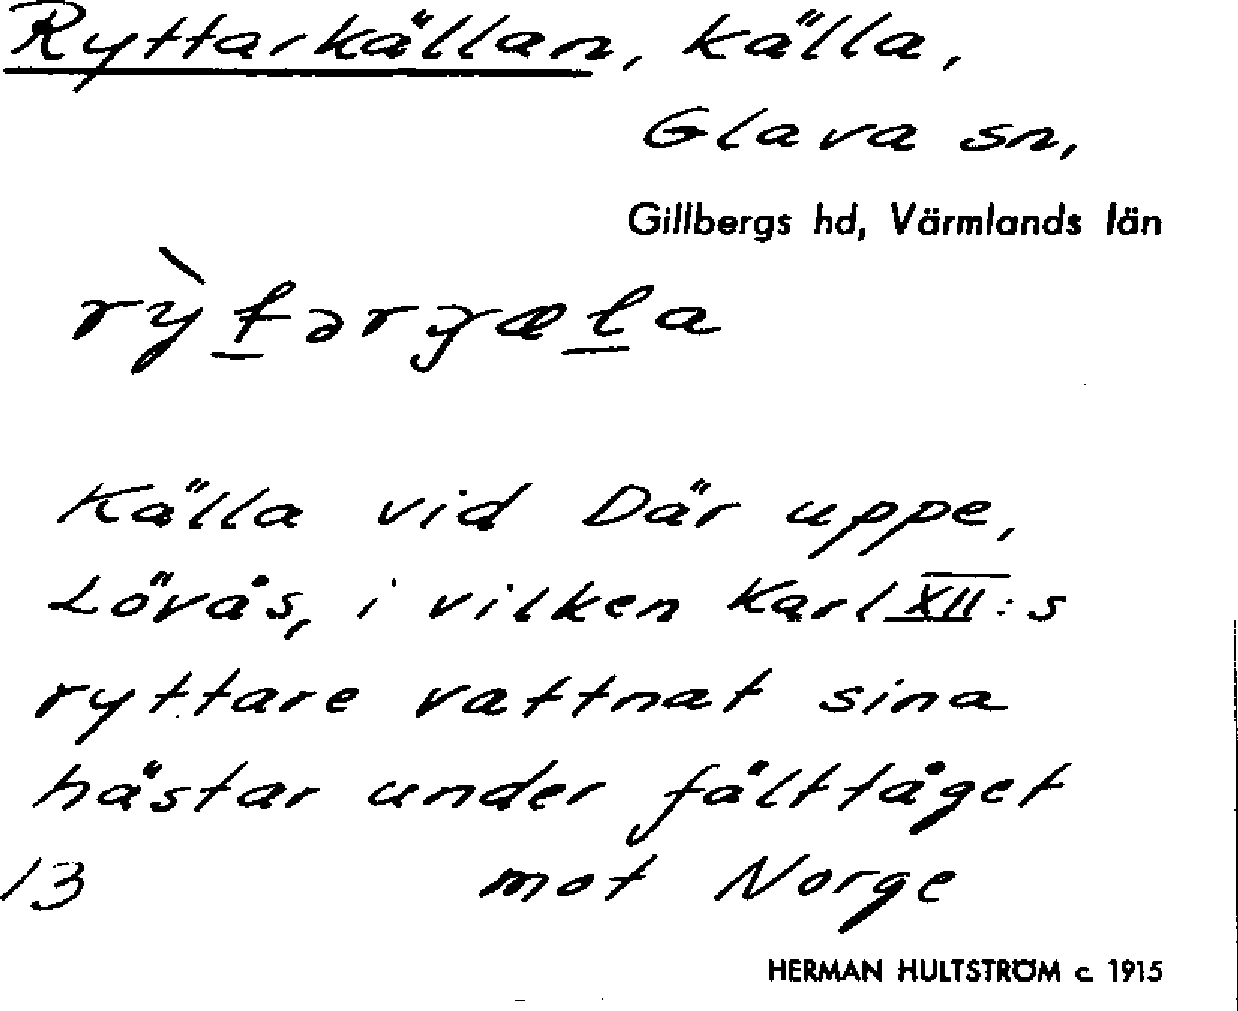 Ryttarkällan, källa,
Glava sn,
Gillbergs hd, Värmlands län
rỳtərɣæla
Källa vid Där uppe,
Lövås, i vilken Karl XII:s
ryttare vattnat sina
hästar under fälttåget
13 mot Norge
HERMAN HULTSTRÖM c. 1915